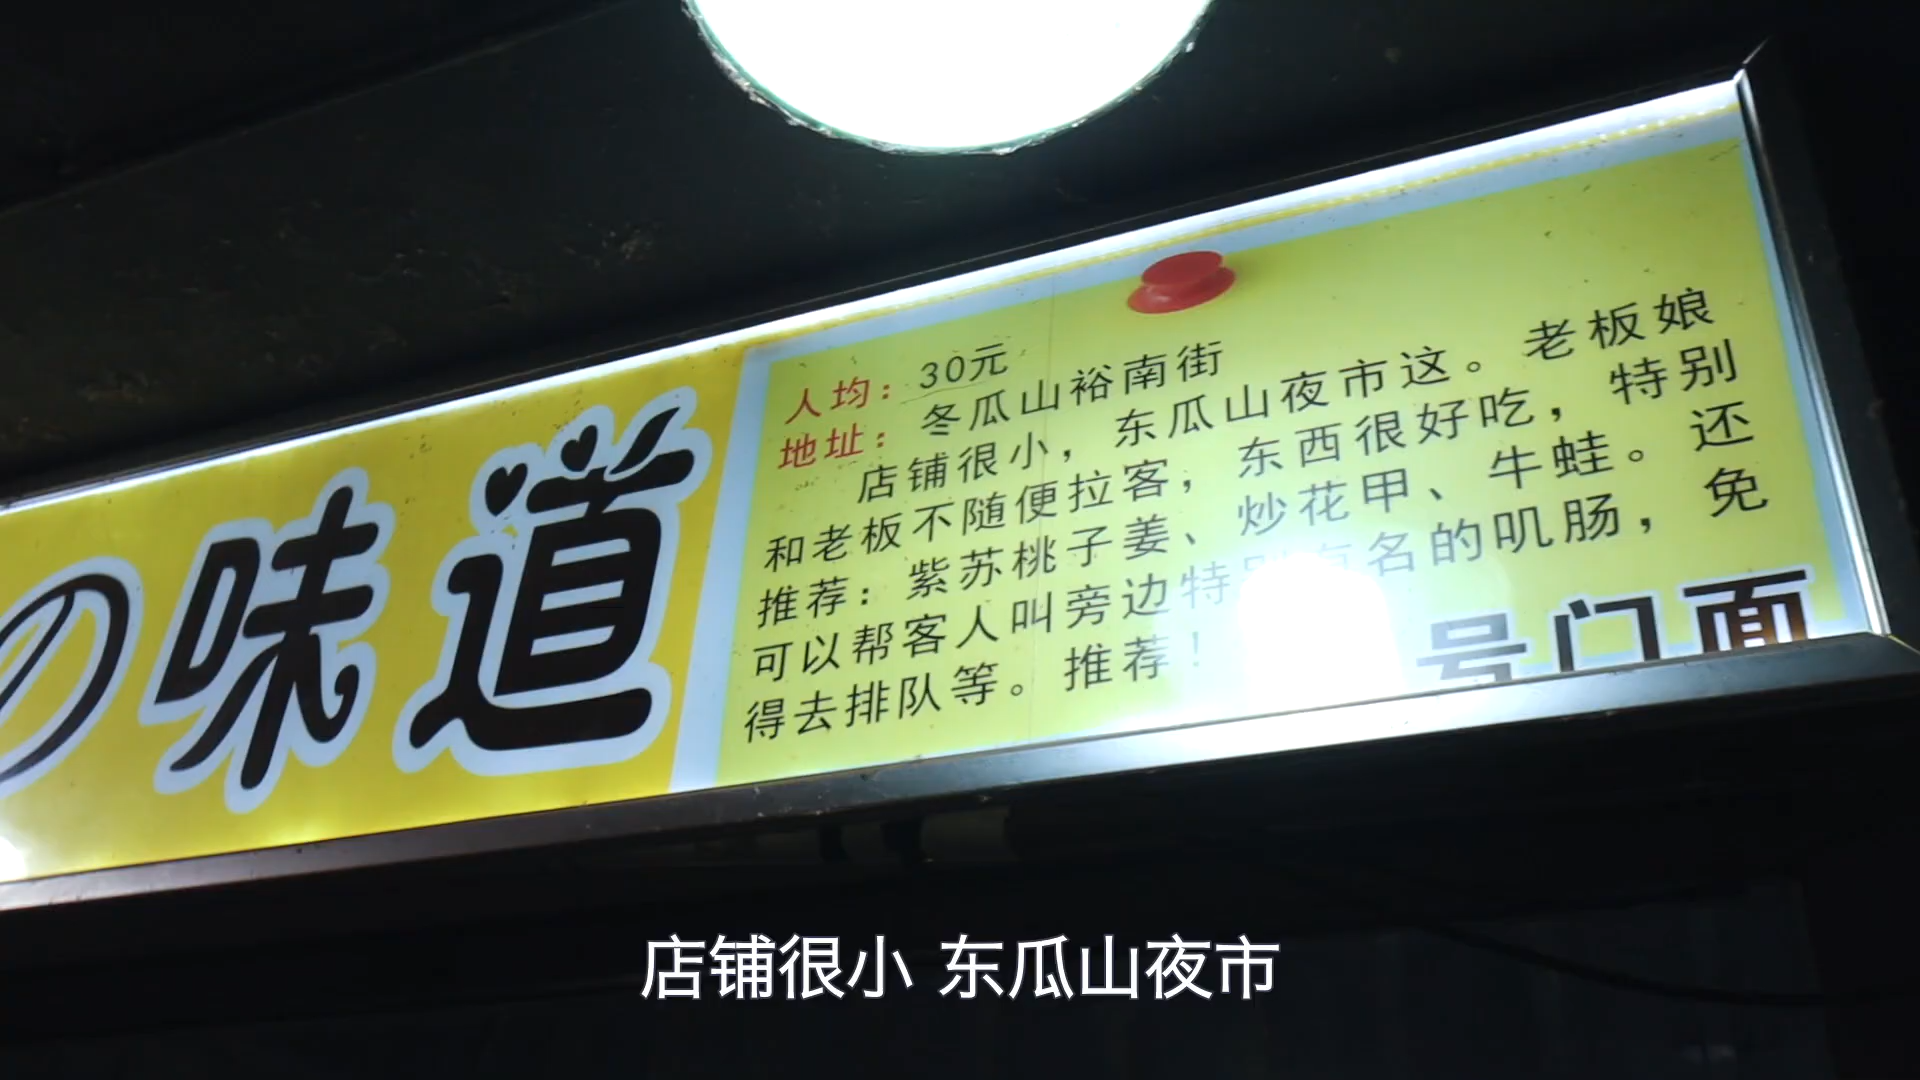 の味道
人均：30元
地址：冬瓜山裕南街
店铺很小，东瓜山夜市这。老板娘
和老板不随便拉客，东西很好吃，特别
推荐：紫苏桃子姜、炒花甲、牛蛙。还
可以帮客人叫旁边特别有名的叽肠，免
得去排队等。推荐！
号门面
店铺很小 东瓜山夜市